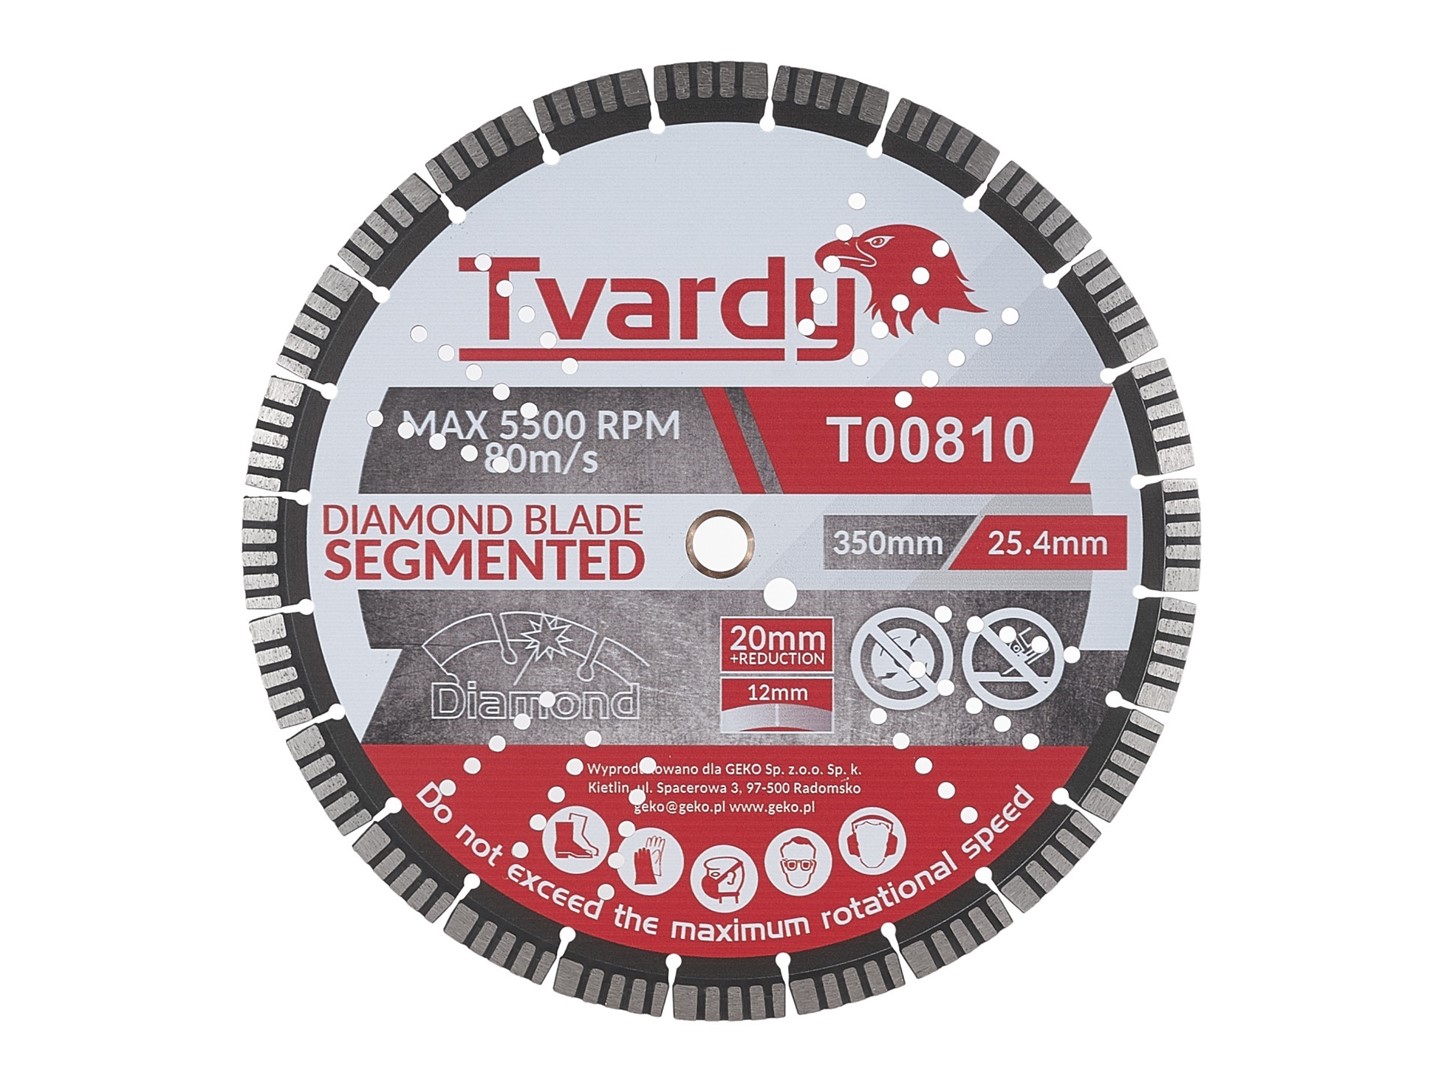 Tvardy
MAX 5500 RPM
80m/s
T00810
DIAMOND BLADE
SEGMENTED
350mm
25.4mm
20mm
+REDUCTION
12mm
Diamond
Wyprodukowano dla GEKO Sp. z.o.o. Sp. k.
Kietlin, ul. Spacerowa 3, 97-500 Radomsko
geko@geko.pl www.geko.pl
Do not exceed the maximum rotational speed